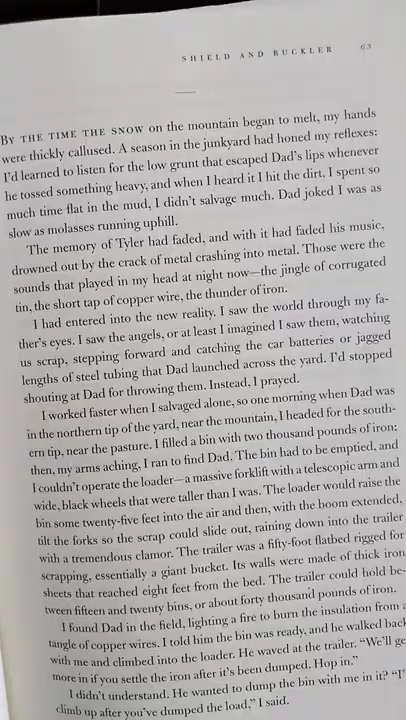 SHIELD AND BUCKLER 63
BY THE TIME THE SNOW on the mountain began to melt, my hands
were thickly callused. A season in the junkyard had honed my reflexes:
I'd learned to listen for the low grunt that escaped Dad's lips whenever
he tossed something heavy, and when I heard it I hit the dirt. I spent so
much time flat in the mud, I didn't salvage much. Dad joked I was as
slow as molasses running uphill.
The memory of Tyler had faded, and with it had faded his music,
drowned out by the crack of metal crashing into metal. Those were the
sounds that played in my head at night now—the jingle of corrugated
tin, the short tap of copper wire, the thunder of iron.
I had entered into the new reality. I saw the world through my fa-
ther's eyes. I saw the angels, or at least I imagined I saw them, watching
us scrap, stepping forward and catching the car batteries or jagged
lengths of steel tubing that Dad launched across the yard. I'd stopped
shouting at Dad for throwing them. Instead, I prayed.
I worked faster when I salvaged alone, so one morning when Dad was
in the northern tip of the yard, near the mountain, I headed for the south-
ern tip, near the pasture. I filled a bin with two thousand pounds of iron;
then, my arms aching, I ran to find Dad. The bin had to be emptied, and
I couldn't operate the loader—a massive forklift with a telescopic arm and
wide, black wheels that were taller than I was. The loader would raise the
bin some twenty-five feet into the air and then, with the boom extended,
tilt the forks so the scrap could slide out, raining down into the trailer
with a tremendous clamor. The trailer was a fifty-foot flatbed rigged for
scrapping, essentially a giant bucket. Its walls were made of thick iron
sheets that reached eight feet from the bed. The trailer could hold be-
tween fifteen and twenty bins, or about forty thousand pounds of iron.
I found Dad in the field, lighting a fire to burn the insulation from a
tangle of copper wires. I told him the bin was ready, and he walked back
with me and climbed into the loader. He waved at the trailer. "We'll ge
more in if you settle the iron after it's been dumped. Hop in."
I didn't understand. He wanted to dump the bin with me in it? "I'
climb up after you've dumped the load," I said.